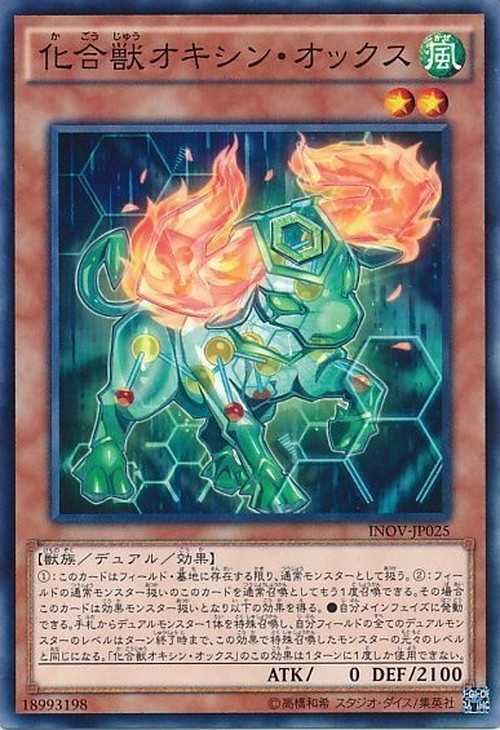 化合獣オキシン・オックス
風
INOV-JP025
【獣族／デュアル／効果】
①：このカードはフィールド・墓地に存在する限り、通常モンスターとして扱う。②：フィ
ールドの通常モンスター扱いのこのカードを通常召喚としてもう１度召喚できる。その場合
このカードは効果モンスター扱いとなり以下の効果を得る。●自分メインフェイズに発動
できる。手札からデュアルモンスター１体を特殊召喚し、自分フィールドの全てのデュアルモ
ンスターのレベルはターン終了時まで、この効果で特殊召喚したモンスターの元々のレベル
と同じになる。「化合獣オキシン・オックス」のこの効果は１ターンに１度しか使用できない。
ATK/ 0 DEF/2100
18993198
©高橋和希 スタジオ・ダイス/集英社